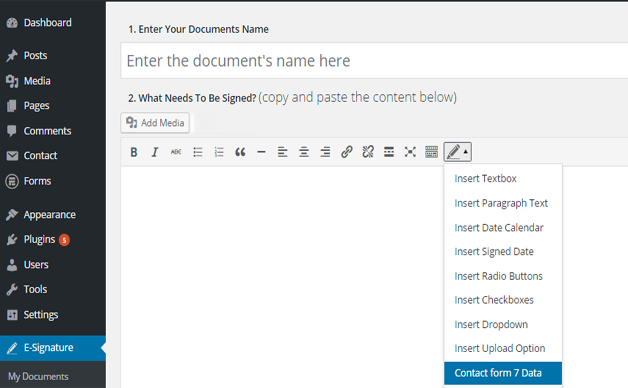 Dashboard
Posts
Media
Pages
Comments
Contact
Forms
Appearance
Plugins 5
Users
Tools
Settings
E-Signature
My Documents
1. Enter Your Documents Name
Enter the document's name here
2. What Needs To Be Signed? (copy and paste the content below)
Add Media
B I ABC
Insert Textbox
Insert Paragraph Text
Insert Date Calendar
Insert Signed Date
Insert Radio Buttons
Insert Checkboxes
Insert Dropdown
Insert Upload Option
Contact form 7 Data